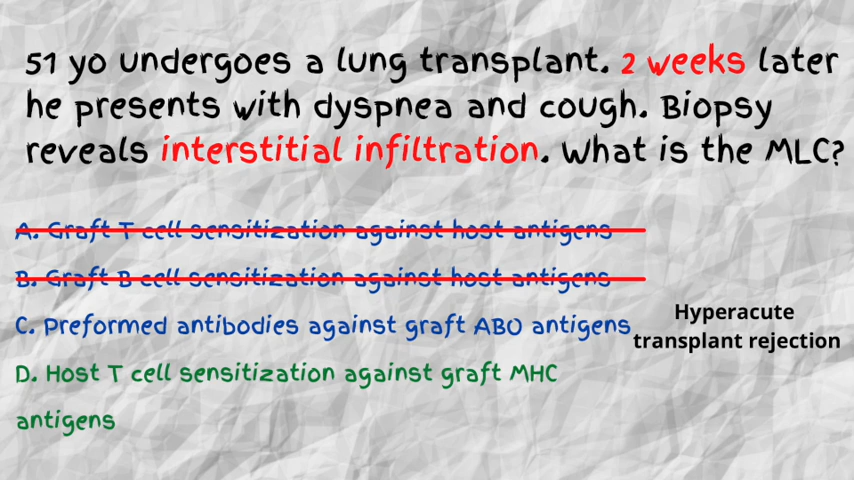 51 yo undergoes a lung transplant. 2 weeks later
he presents with dyspnea and cough. Biopsy
reveals interstitial infiltration. What is the MLC?
A. Graft T cell sensitization against host antigens
B. Graft B cell sensitization against host antigens
C. Preformed antibodies against graft ABO antigens
Hyperacute
transplant rejection
D. Host T cell sensitization against graft MHC
antigens